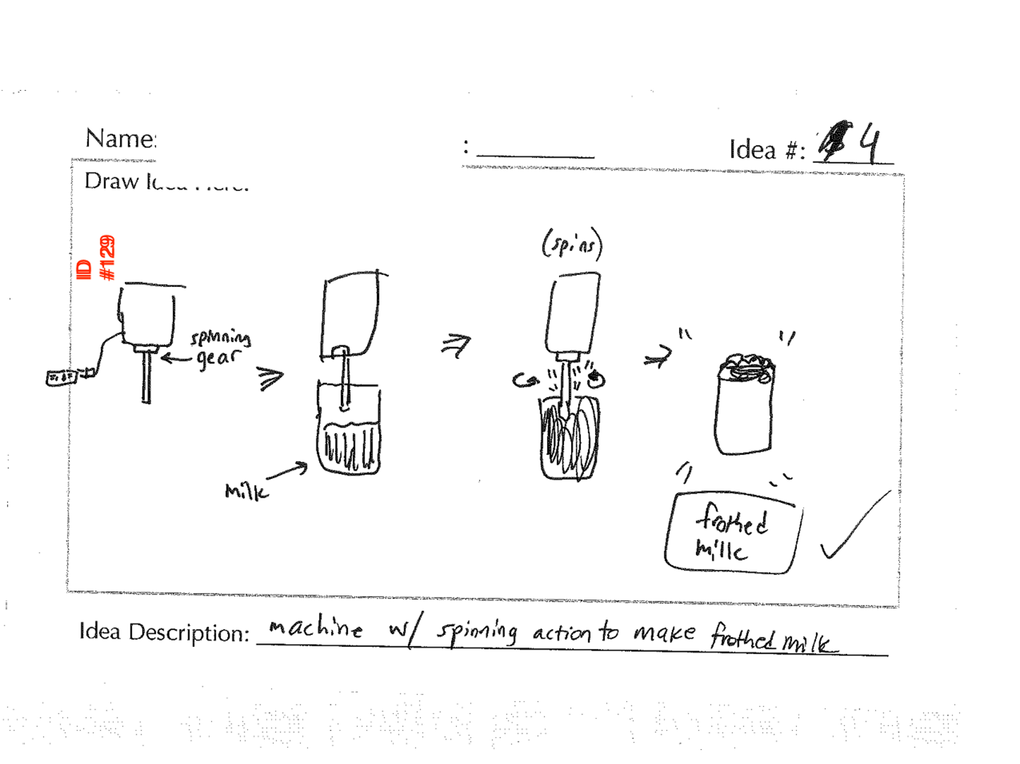 Name:
:
Idea #: 4
Draw Idea Here:
IID
#129
(spins)
spinning
gear
milk
frothed
milk
Idea Description: machine w/ spinning action to make frothed milk